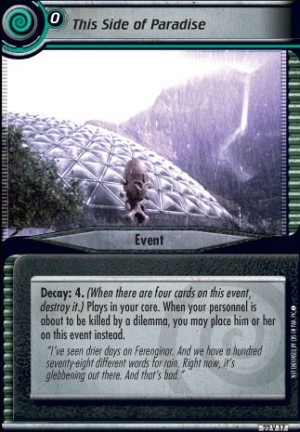 0
This Side of Paradise
Event
Decay: 4. (When there are four cards on this event,
destroy it.) Plays in your core. When your personnel is
about to be killed by a dilemma, you may place him or her
on this event instead.
“I’ve seen drier days on Ferenginar. And we have a hundred
seventy-eight different words for rain. Right now, it’s
glebbening out there. And that’s bad.”
22 V 17